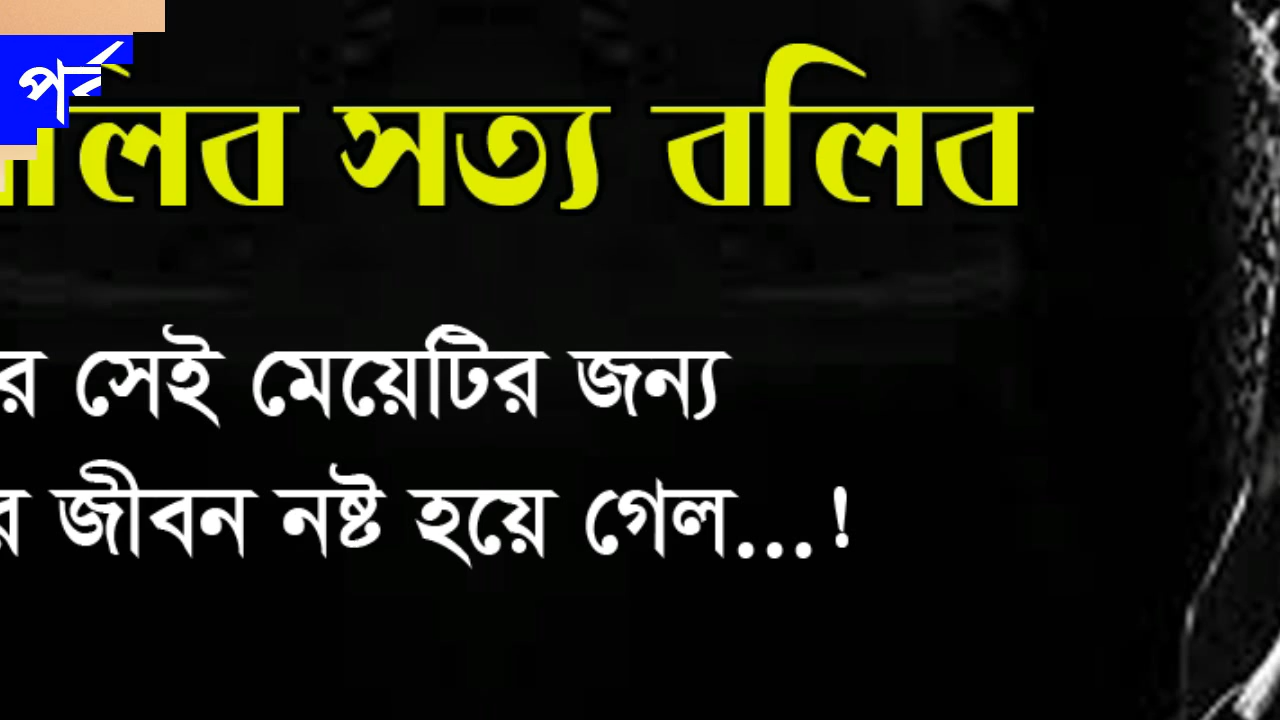 পর্ব
সত্য বলিব
সেই মেয়েটির জন্য
জীবন নষ্ট হয়ে গেল...!